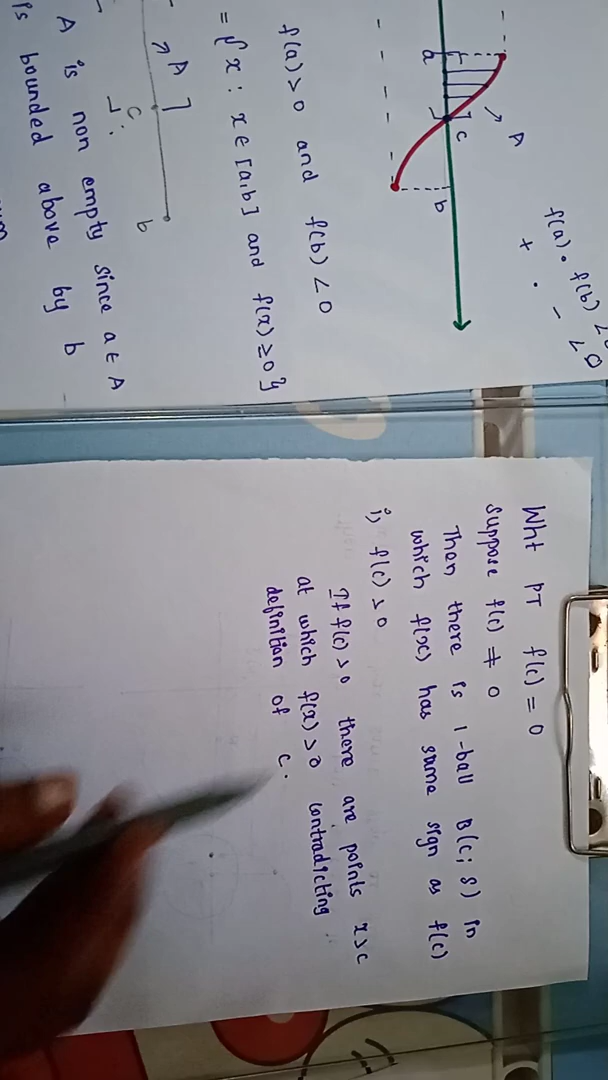 f(a) . f(b) <0
+ . - <0
A
a
c
b
f(a) >0 and f(b) <0
= { x : x ∈ [a,b] and f(x) ≥0 }
A
c
b
A is non empty since a ∈ A
is bounded above by b
Wht PT f(c) = 0
suppose f(c) ≠ 0
Then there is 1-ball B(c; δ) in
which f(x) has same sign as f(c)
i, f(c) >0
If f(c) >0 there are points x>c
at which f(x) >0 contradicting
definition of c.